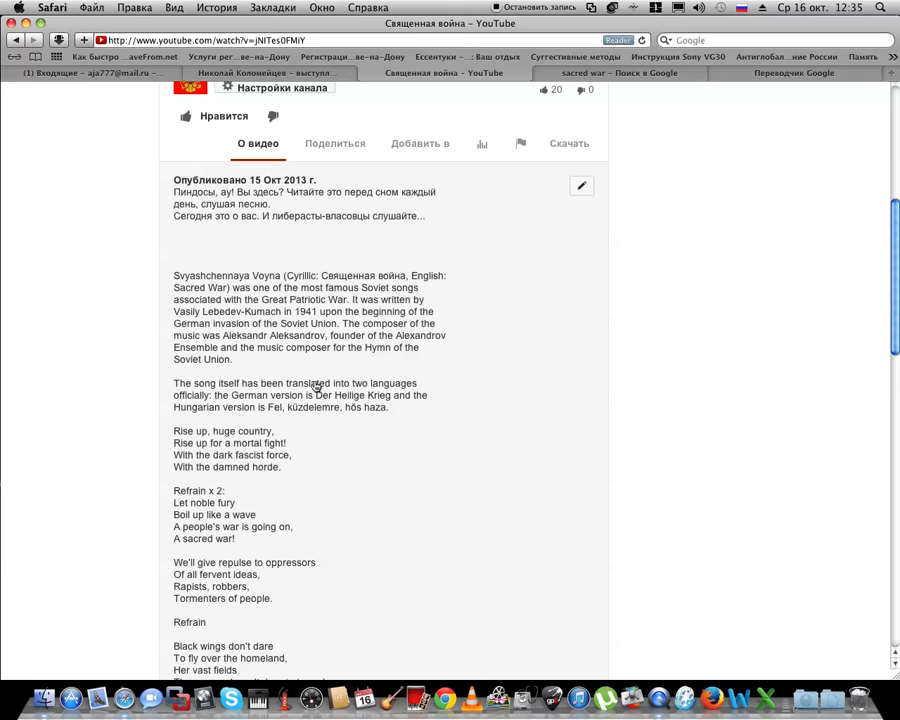 Safari Файл Правка Вид История Закладки Окно Справка Остановить запись Ср 16 окт. 12:35
Священная война – YouTube
http://www.youtube.com/watch?v=jNlTes0FMiY Reader Google
Как быстро ...aveFrom.net Услуги рег...ве–на–Дону Регистраци...ве–на–Дону Ессентуки –...: Ваш отдых Суггестивные методы Инструкция Sony VG30 Антиглобал...ние России Память
(1) Входящие – aja777@mail.ru –... Николай Коломейцев – выступл... Священная война – YouTube sacred war – Поиск в Google Переводчик Google
Настройки канала 20 0
Нравится
О видео Поделиться Добавить в Скачать
Опубликовано 15 Окт 2013 г.
Пиндосы, ау! Вы здесь? Читайте это перед сном каждый
день, слушая песню.
Сегодня это о вас. И либерасты-власовцы слушайте...
Svyashchennaya Voyna (Cyrillic: Священная война, English:
Sacred War) was one of the most famous Soviet songs
associated with the Great Patriotic War. It was written by
Vasily Lebedev-Kumach in 1941 upon the beginning of the
German invasion of the Soviet Union. The composer of the
music was Aleksandr Aleksandrov, founder of the Alexandrov
Ensemble and the music composer for the Hymn of the
Soviet Union.
The song itself has been translated into two languages
officially: the German version is Der Heilige Krieg and the
Hungarian version is Fel, küzdelemre, hős haza.
Rise up, huge country,
Rise up for a mortal fight!
With the dark fascist force,
With the damned horde.
Refrain x 2:
Let noble fury
Boil up like a wave
A people's war is going on,
A sacred war!
We'll give repulse to oppressors
Of all fervent ideas,
Rapists, robbers,
Tormenters of people.
Refrain
Black wings don't dare
To fly over the homeland,
Her vast fields